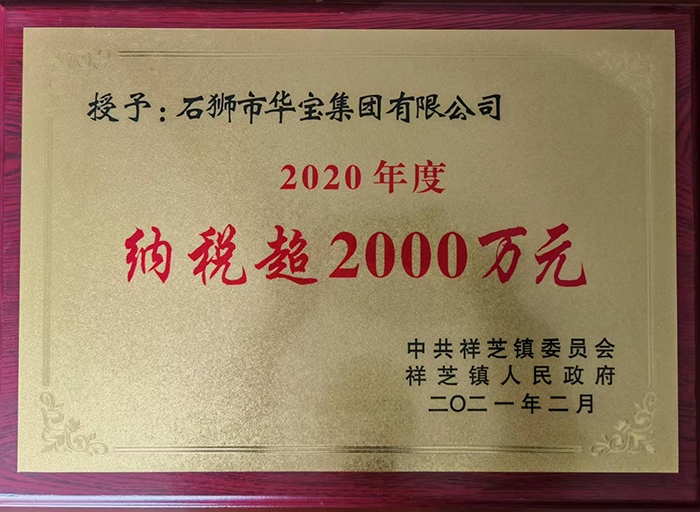 授予：石狮市华宝集团有限公司
2020年度
纳税超2000万元
中共祥芝镇委员会
祥芝镇人民政府
二〇二一年二月